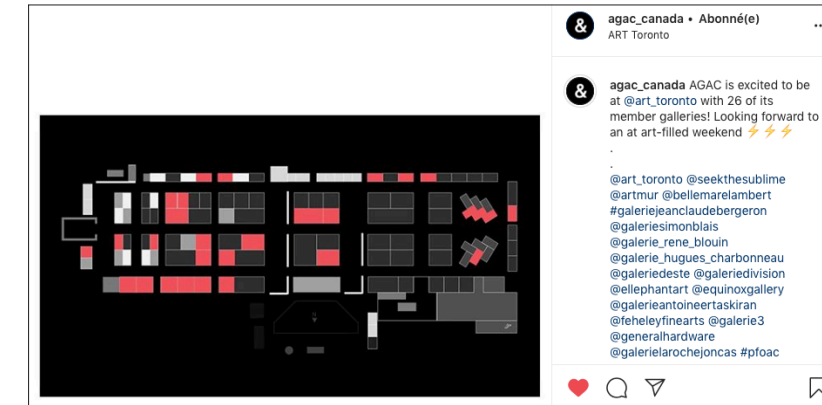 agac_canada • Abonné(e)
ART Toronto
agac_canada AGAC is excited to be
at @art_toronto with 26 of its
member galleries! Looking forward to
an at art-filled weekend ⚡⚡⚡
.
.
@art_toronto @seekthesublime
@artmur @bellemarelambert
#galeriejeanclaudebergeron
@galeriesimonblais
@galerie_rene_blouin
@galerie_hugues_charbonneau
@galeriedeste @galeriedivision
@ellephantart @equinoxgallery
@galerieantoineertaskiran
@feheleyfinearts @galerie3
@generalhardware
@galerielarochejoncas #pfoac